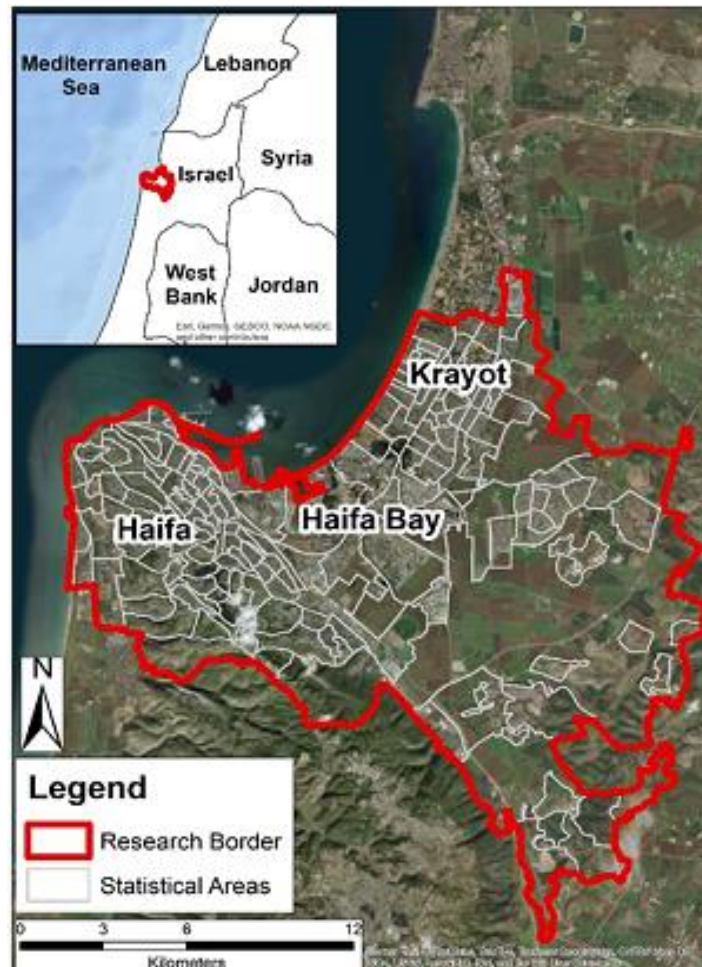 Mediterranean
Sea
Lebanon
Syria
Israel
West
Bank
Jordan
Esri, Garmin, GEBCO, NOAA NGDC,
and other contributors
Krayot
Haifa
Haifa Bay
N
Legend
Research Border
Statistical Areas
0 3 6 12
Kilometers